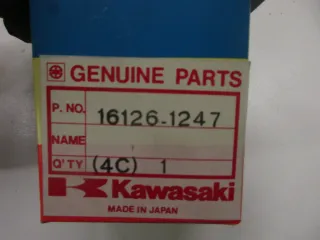 GENUINE PARTS
P. NO. 16126-1247
NAME
Q'TY (4C) 1
Kawasaki
MADE IN JAPAN